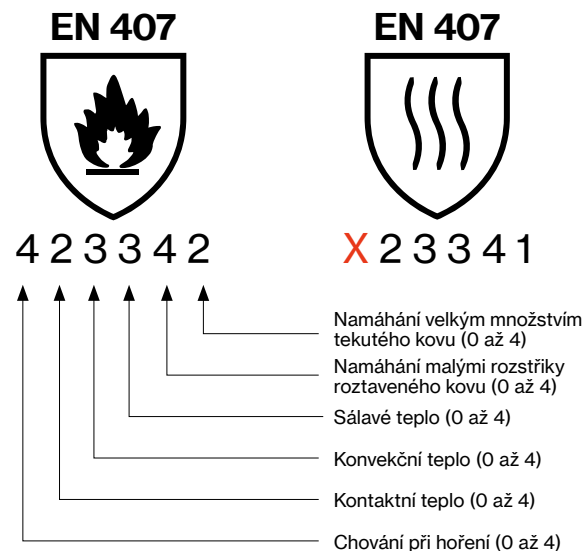 EN 407
EN 407
4 2 3 3 4 2
X 2 3 3 4 1
Namáhání velkým množstvím
tekutého kovu (0 až 4)
Namáhání malými rozstřiky
roztaveného kovu (0 až 4)
Sálavé teplo (0 až 4)
Konvekční teplo (0 až 4)
Kontaktní teplo (0 až 4)
Chování při hoření (0 až 4)